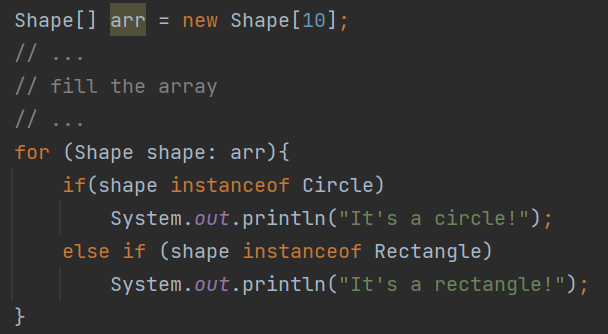 Shape[] arr = new Shape[10];
// ...
// fill the array
// ...
for (Shape shape: arr){
    if(shape instanceof Circle)
        System.out.println("It's a circle!");
    else if (shape instanceof Rectangle)
        System.out.println("It's a rectangle!");
}